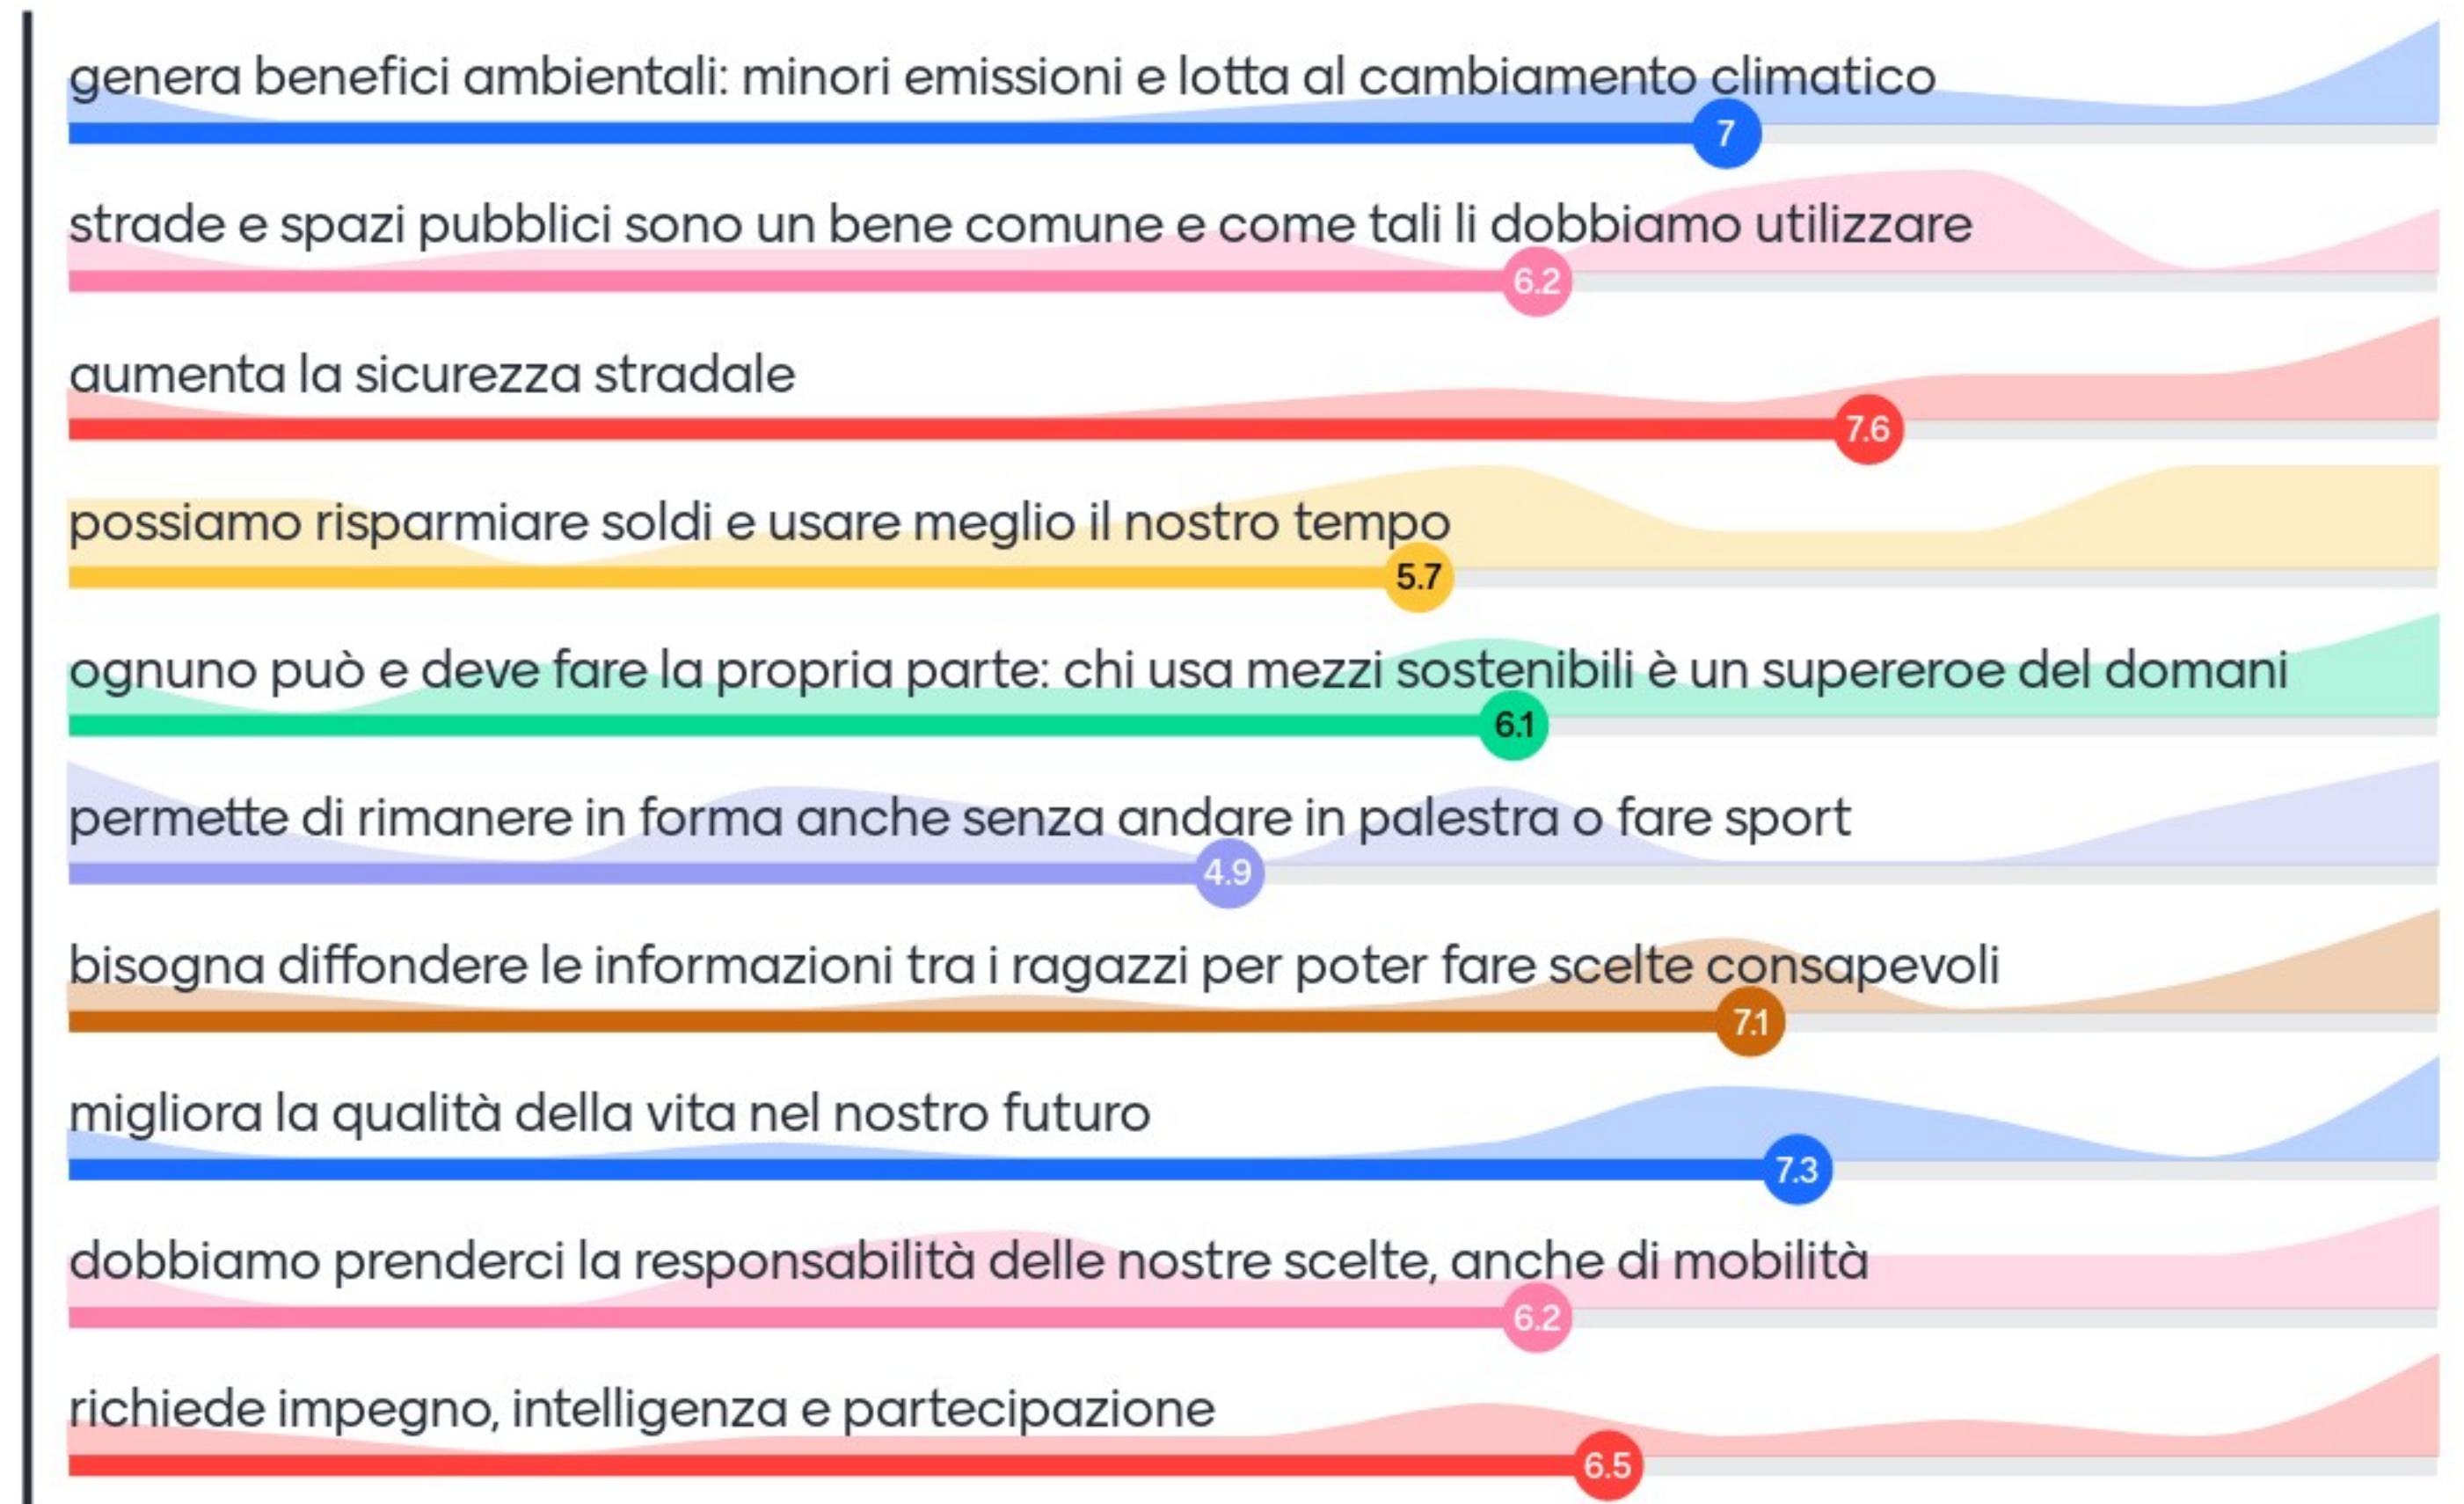 genera benefici ambientali: minori emissioni e lotta al cambiamento climatico
7
strade e spazi pubblici sono un bene comune e come tali li dobbiamo utilizzare
6.2
aumenta la sicurezza stradale
7.6
possiamo risparmiare soldi e usare meglio il nostro tempo
5.7
ognuno può e deve fare la propria parte: chi usa mezzi sostenibili è un supereroe del domani
6.1
permette di rimanere in forma anche senza andare in palestra o fare sport
4.9
bisogna diffondere le informazioni tra i ragazzi per poter fare scelte consapevoli
7.1
migliora la qualità della vita nel nostro futuro
7.3
dobbiamo prenderci la responsabilità delle nostre scelte, anche di mobilità
6.2
richiede impegno, intelligenza e partecipazione
6.5